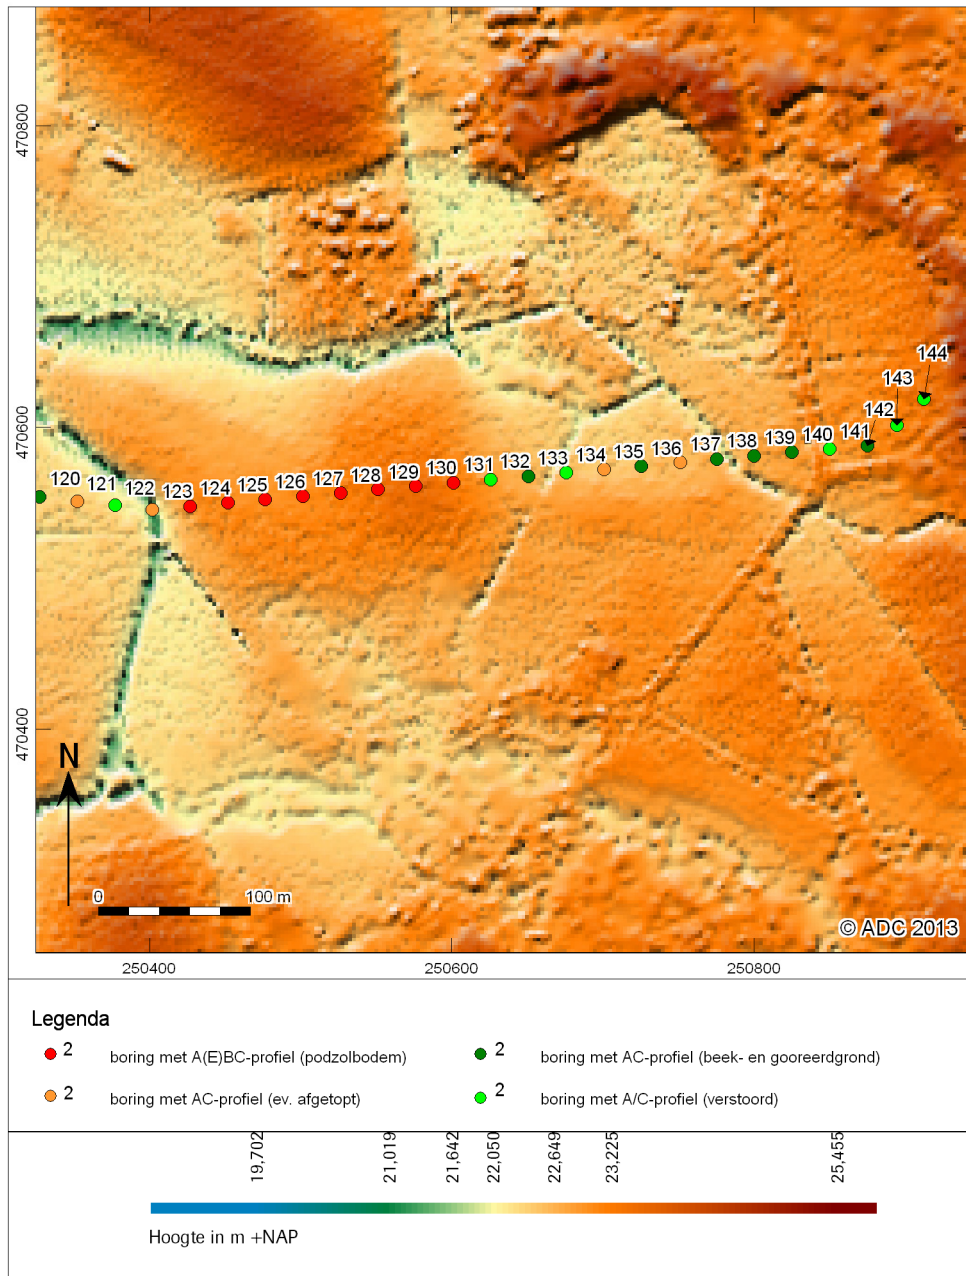 470800
470600
470400
144
143
142
141
140
139
138
137
136
135
134
133
132
131
130
129
128
127
126
125
124
123
122
121
120
N
0 100 m
© ADC 2013
250400 250600 250800
Legenda
2 boring met A(E)BC-profiel (podzolbodem)
2 boring met AC-profiel (beek- en gooreerdgrond)
2 boring met AC-profiel (ev. afgetopt)
2 boring met A/C-profiel (verstoord)
19,702 21,019 21,642 22,050 22,649 23,225 25,455
Hoogte in m +NAP